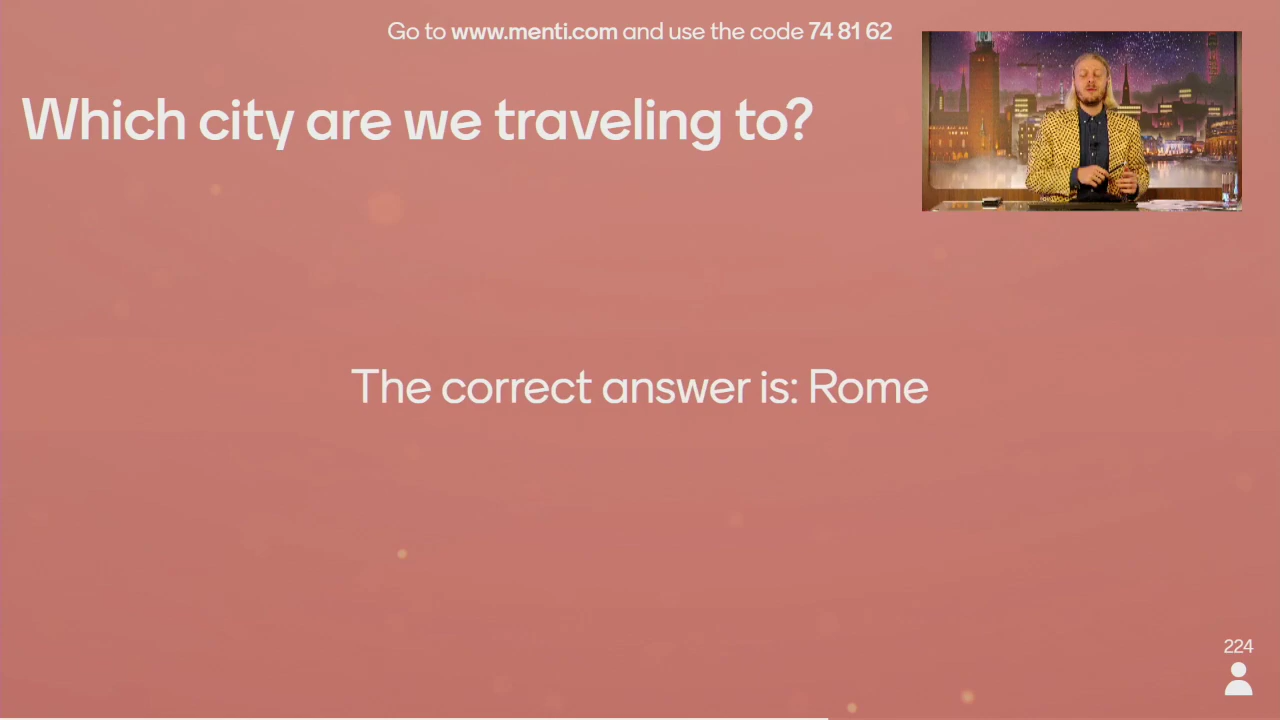 Go to www.menti.com and use the code 74 81 62
Which city are we traveling to?
The correct answer is: Rome
224